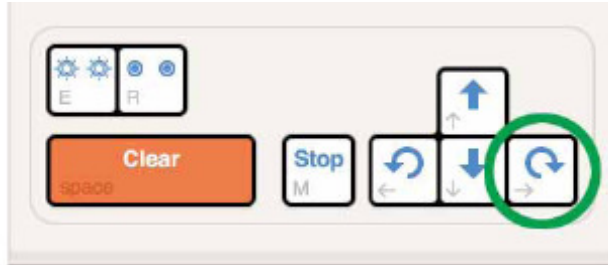 E R
↑
Clear Stop
space M ← ↓ →